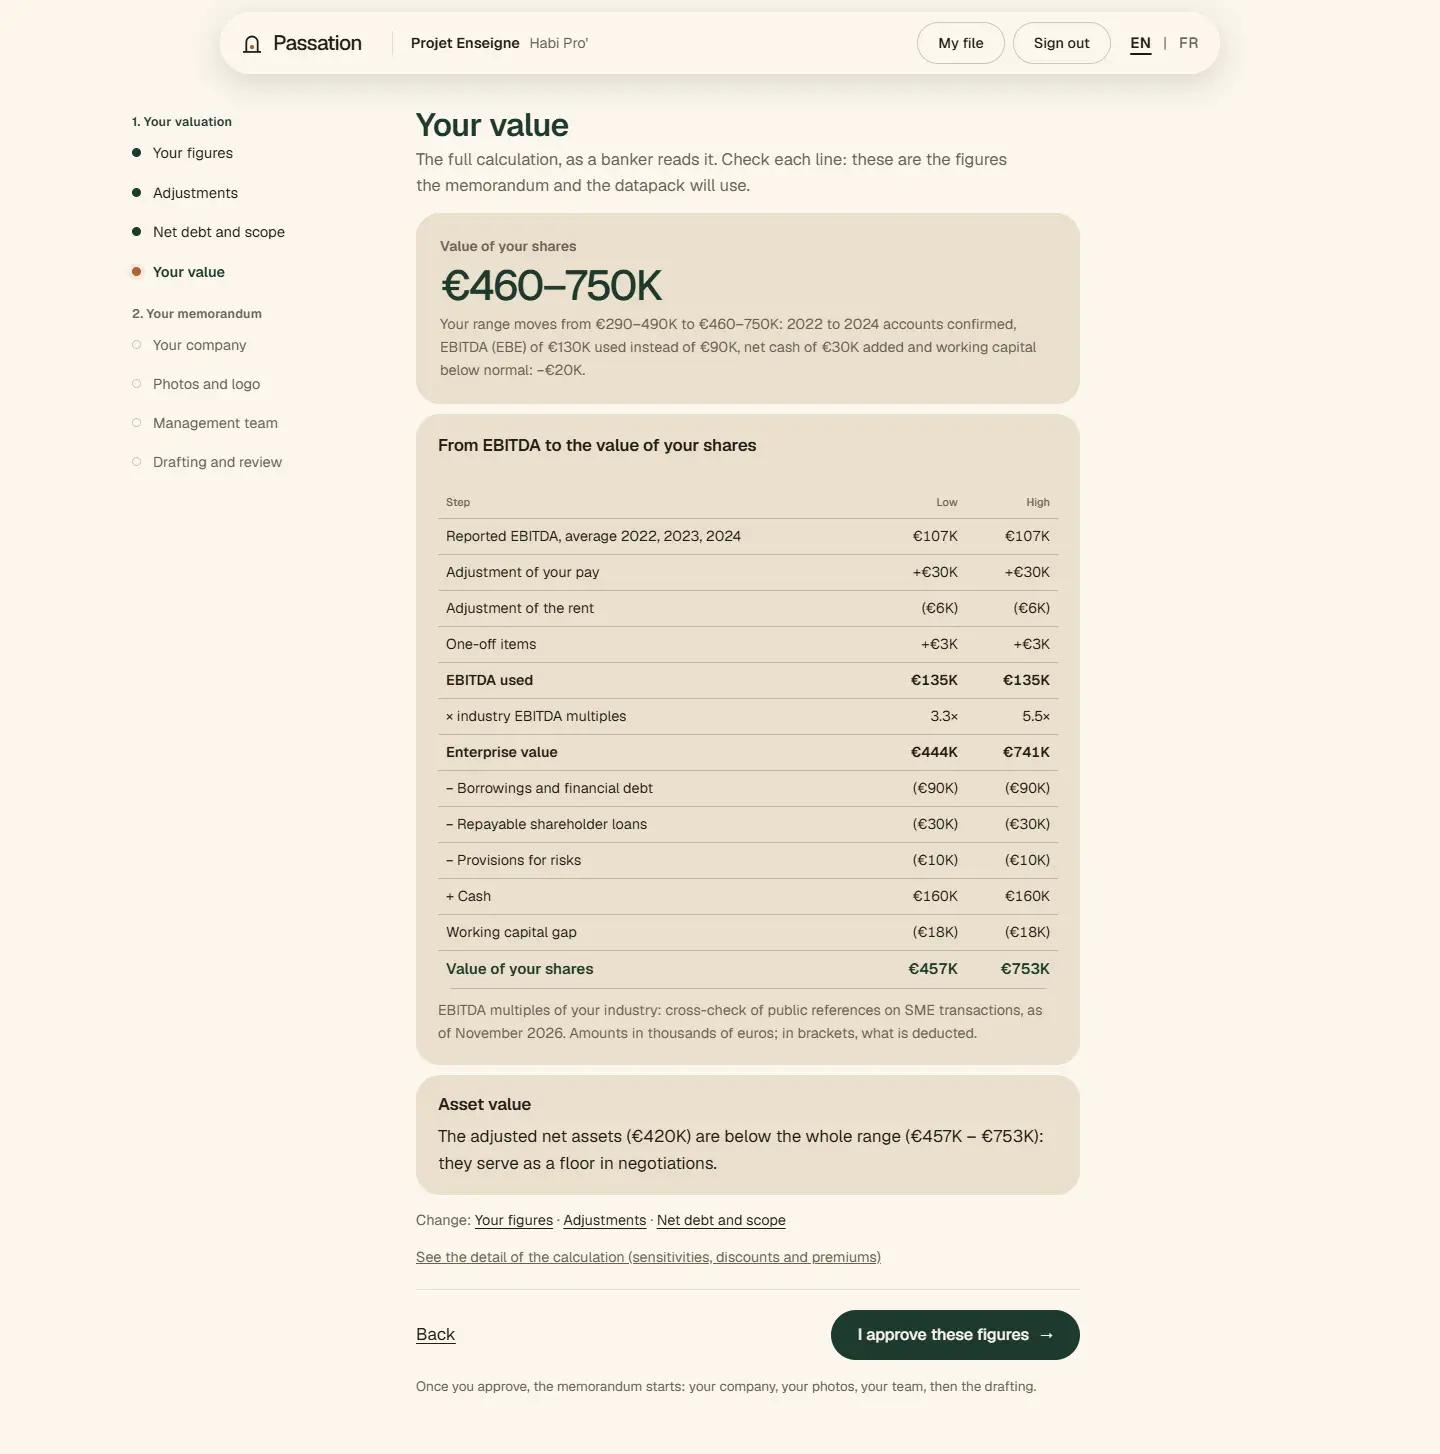 Passation
Projet Enseigne Habi Pro'
My file
Sign out
EN | FR
1. Your valuation
Your figures
Adjustments
Net debt and scope
Your value
2. Your memorandum
Your company
Photos and logo
Management team
Drafting and review
Your value
The full calculation, as a banker reads it. Check each line: these are the figures
the memorandum and the datapack will use.
Value of your shares
€460–750K
Your range moves from €290–490K to €460–750K: 2022 to 2024 accounts confirmed,
EBITDA (EBE) of €130K used instead of €90K, net cash of €30K added and working capital
below normal: −€20K.
From EBITDA to the value of your shares
Step Low High
Reported EBITDA, average 2022, 2023, 2024 €107K €107K
Adjustment of your pay +€30K +€30K
Adjustment of the rent (€6K) (€6K)
One-off items +€3K +€3K
EBITDA used €135K €135K
× industry EBITDA multiples 3.3× 5.5×
Enterprise value €444K €741K
− Borrowings and financial debt (€90K) (€90K)
− Repayable shareholder loans (€30K) (€30K)
− Provisions for risks (€10K) (€10K)
+ Cash €160K €160K
Working capital gap (€18K) (€18K)
Value of your shares €457K €753K
EBITDA multiples of your industry: cross-check of public references on SME transactions, as
of November 2026. Amounts in thousands of euros; in brackets, what is deducted.
Asset value
The adjusted net assets (€420K) are below the whole range (€457K – €753K):
they serve as a floor in negotiations.
Change: Your figures · Adjustments · Net debt and scope
See the detail of the calculation (sensitivities, discounts and premiums)
Back
I approve these figures →
Once you approve, the memorandum starts: your company, your photos, your team, then the drafting.